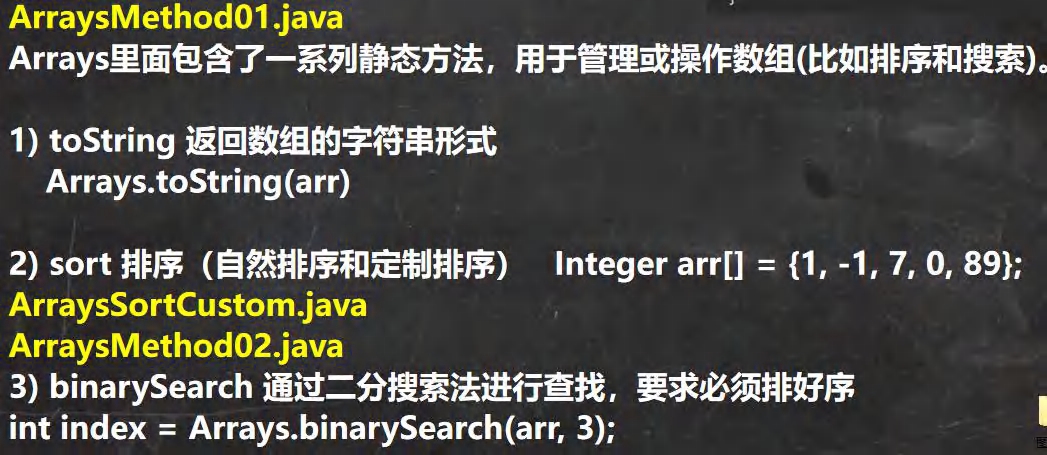 ArraysMethod01.java
Arrays里面包含了一系列静态方法，用于管理或操作数组(比如排序和搜索)。
1) toString 返回数组的字符串形式
Arrays.toString(arr)
2) sort 排序（自然排序和定制排序） Integer arr[] = {1, -1, 7, 0, 89};
ArraysSortCustom.java
ArraysMethod02.java
3) binarySearch 通过二分搜索法进行查找，要求必须排好序
int index = Arrays.binarySearch(arr, 3);